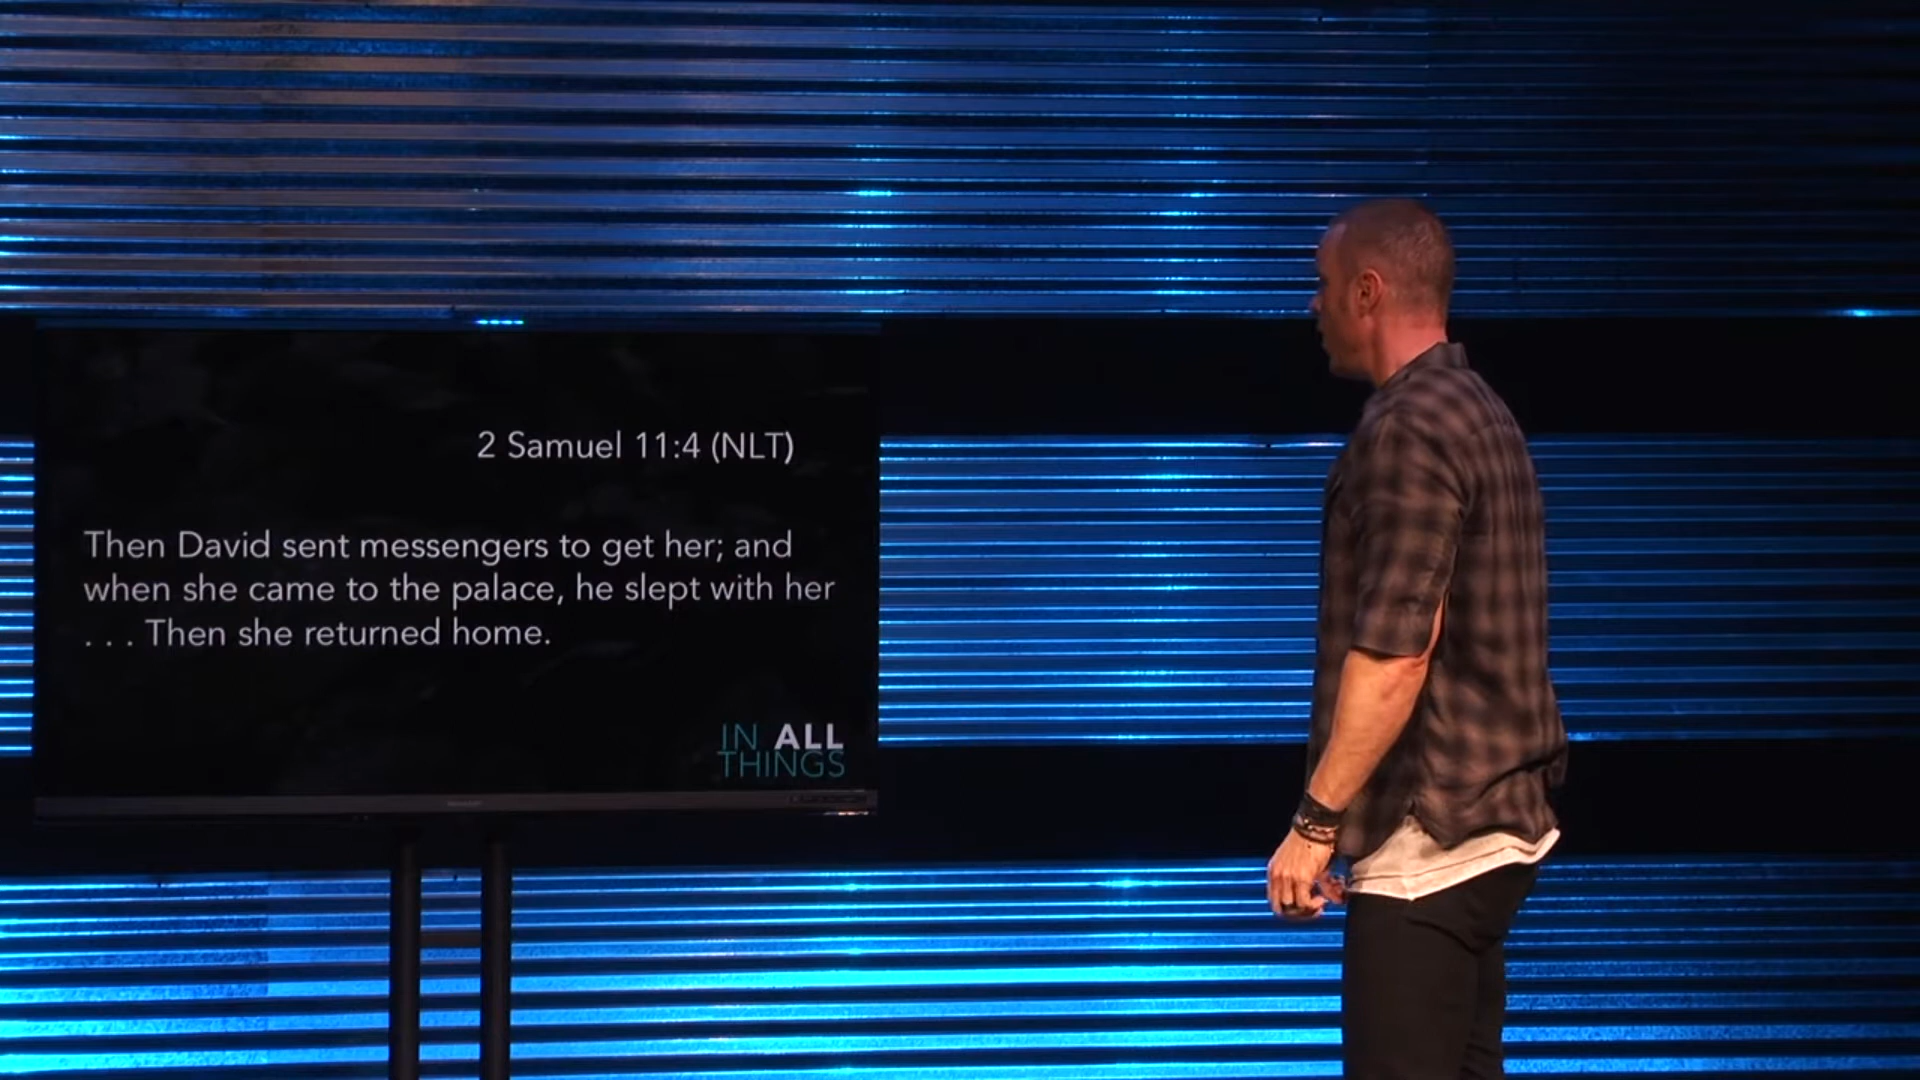 2 Samuel 11:4 (NLT)
Then David sent messengers to get her; and
when she came to the palace, he slept with her
. . . Then she returned home.
IN ALL
THINGS